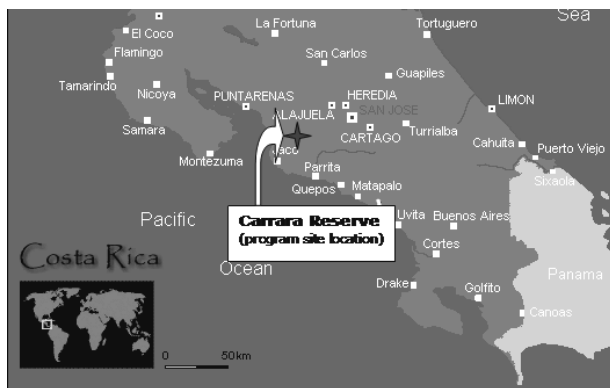 Sea
La Fortuna
Tortuguero
El Coco
Flamingo
San Carlos
Guapiles
Tamarindo
Nicoya
PUNTARENAS
HEREDIA
LIMON
ALAJUELA
SAN JOSE
Samara
CARTAGO
Turrialba
Cahuita
Puerto Viejo
Montezuma
Jaco
Parrita
Sixaola
Quepos
Matapalo
Pacific
Carrara Reserve
(program site location)
Uvita
Buenos Aires
Costa Rica
Cortes
Ocean
Panama
Drake
Golfito
Canoas
0 50km